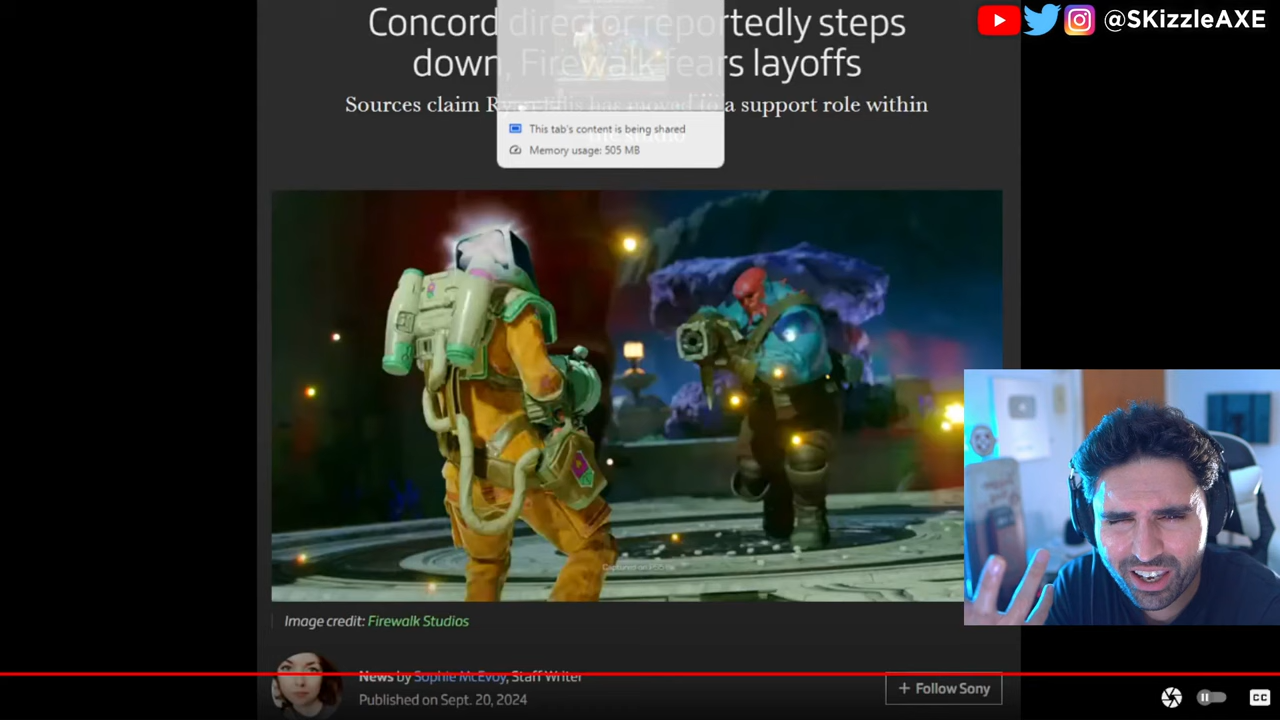 @SKizzleAXE
Concord director reportedly steps
down, Firewalk fears layoffs
Sources claim has moved to a support role within
This tab's content is being shared
Memory usage: 505 MB
Image credit: Firewalk Studios
News by Sophie McEvoy, Staff Writer
Published on Sept. 20, 2024
+ Follow Sony
CC